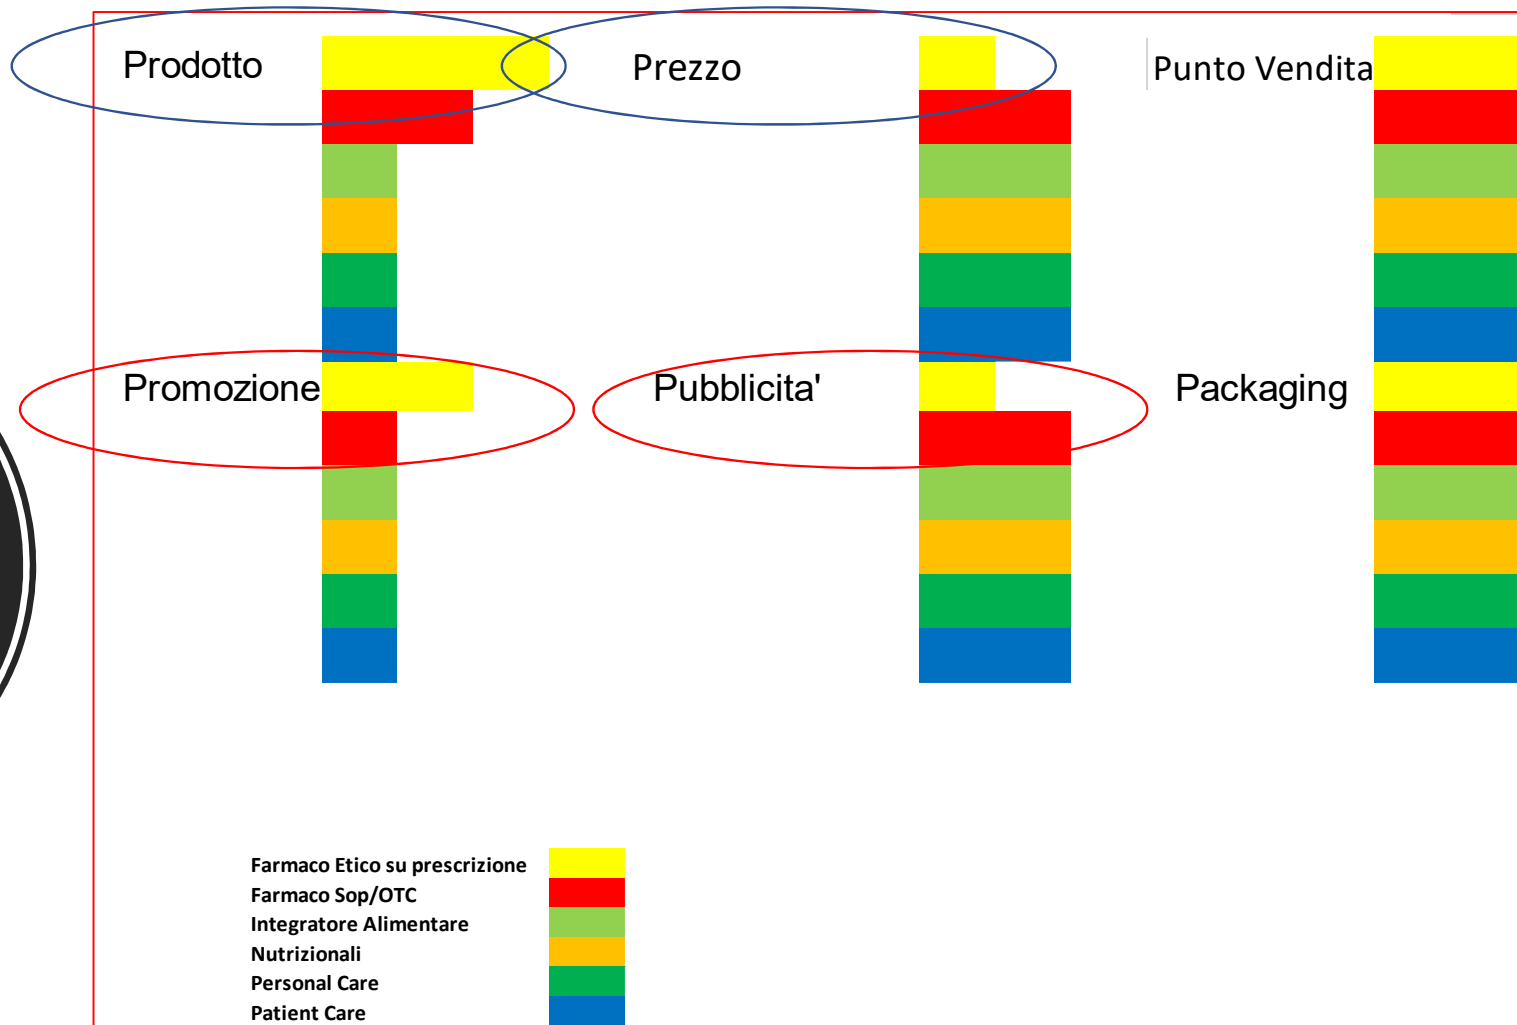 Prodotto
Prezzo
Punto Vendita
Promozione
Pubblicita'
Packaging
Farmaco Etico su prescrizione
Farmaco Sop/OTC
Integratore Alimentare
Nutrizionali
Personal Care
Patient Care